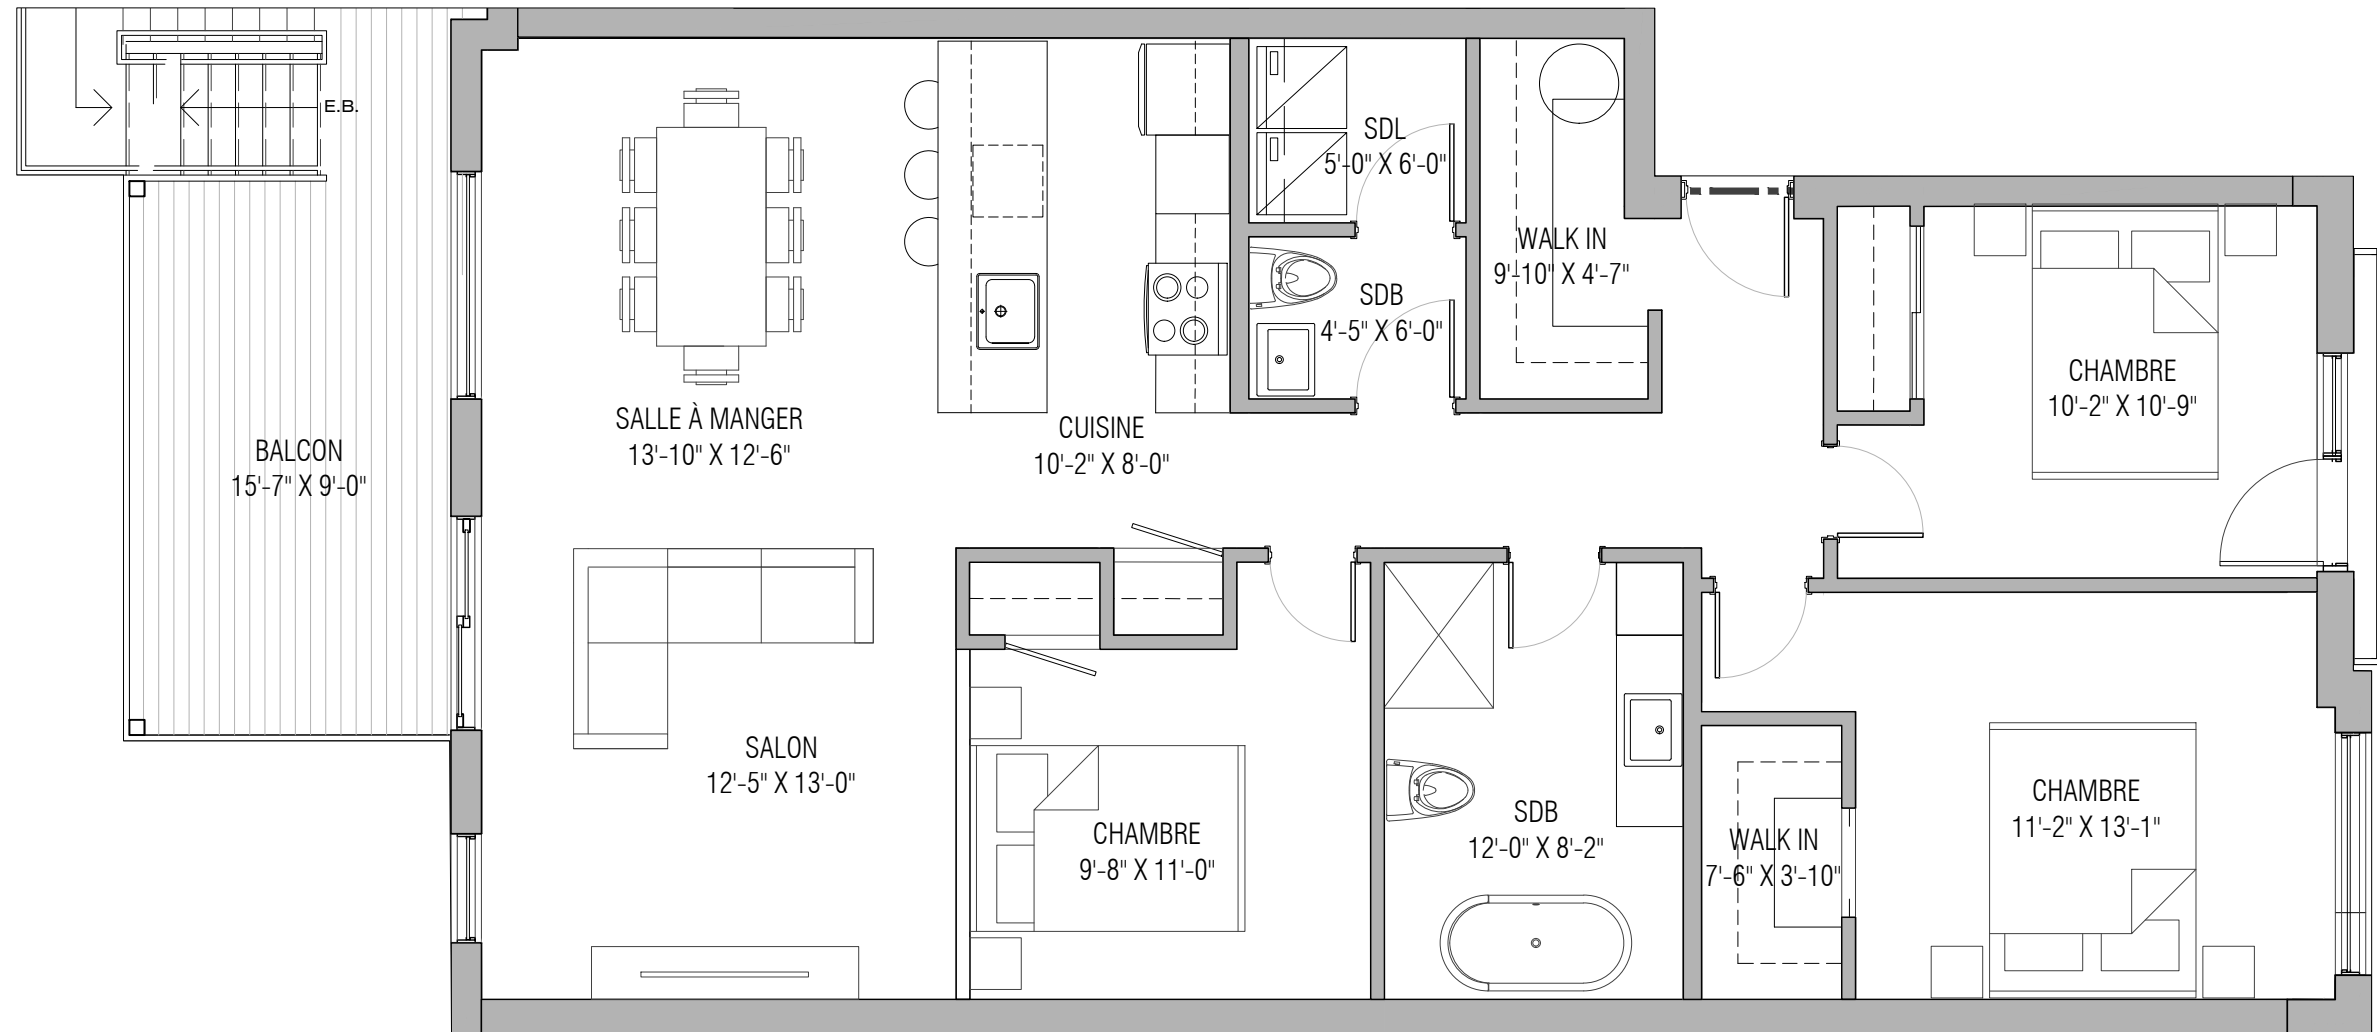 E.B.
SDL
5'-0" X 6'-0"
WALK IN
9'-10" X 4'-7"
SDB
4'-5" X 6'-0"
CHAMBRE
10'-2" X 10'-9"
SALLE À MANGER
13'-10" X 12'-6"
CUISINE
10'-2" X 8'-0"
BALCON
15'-7" X 9'-0"
SALON
12'-5" X 13'-0"
CHAMBRE
9'-8" X 11'-0"
SDB
12'-0" X 8'-2"
WALK IN
7'-6" X 3'-10"
CHAMBRE
11'-2" X 13'-1"